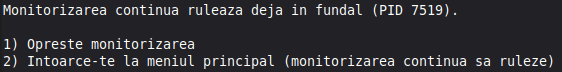 Monitorizarea continua ruleaza deja in fundal (PID 7519).
1) Opreste monitorizarea
2) Intoarce-te la meniul principal (monitorizarea continua sa ruleze)